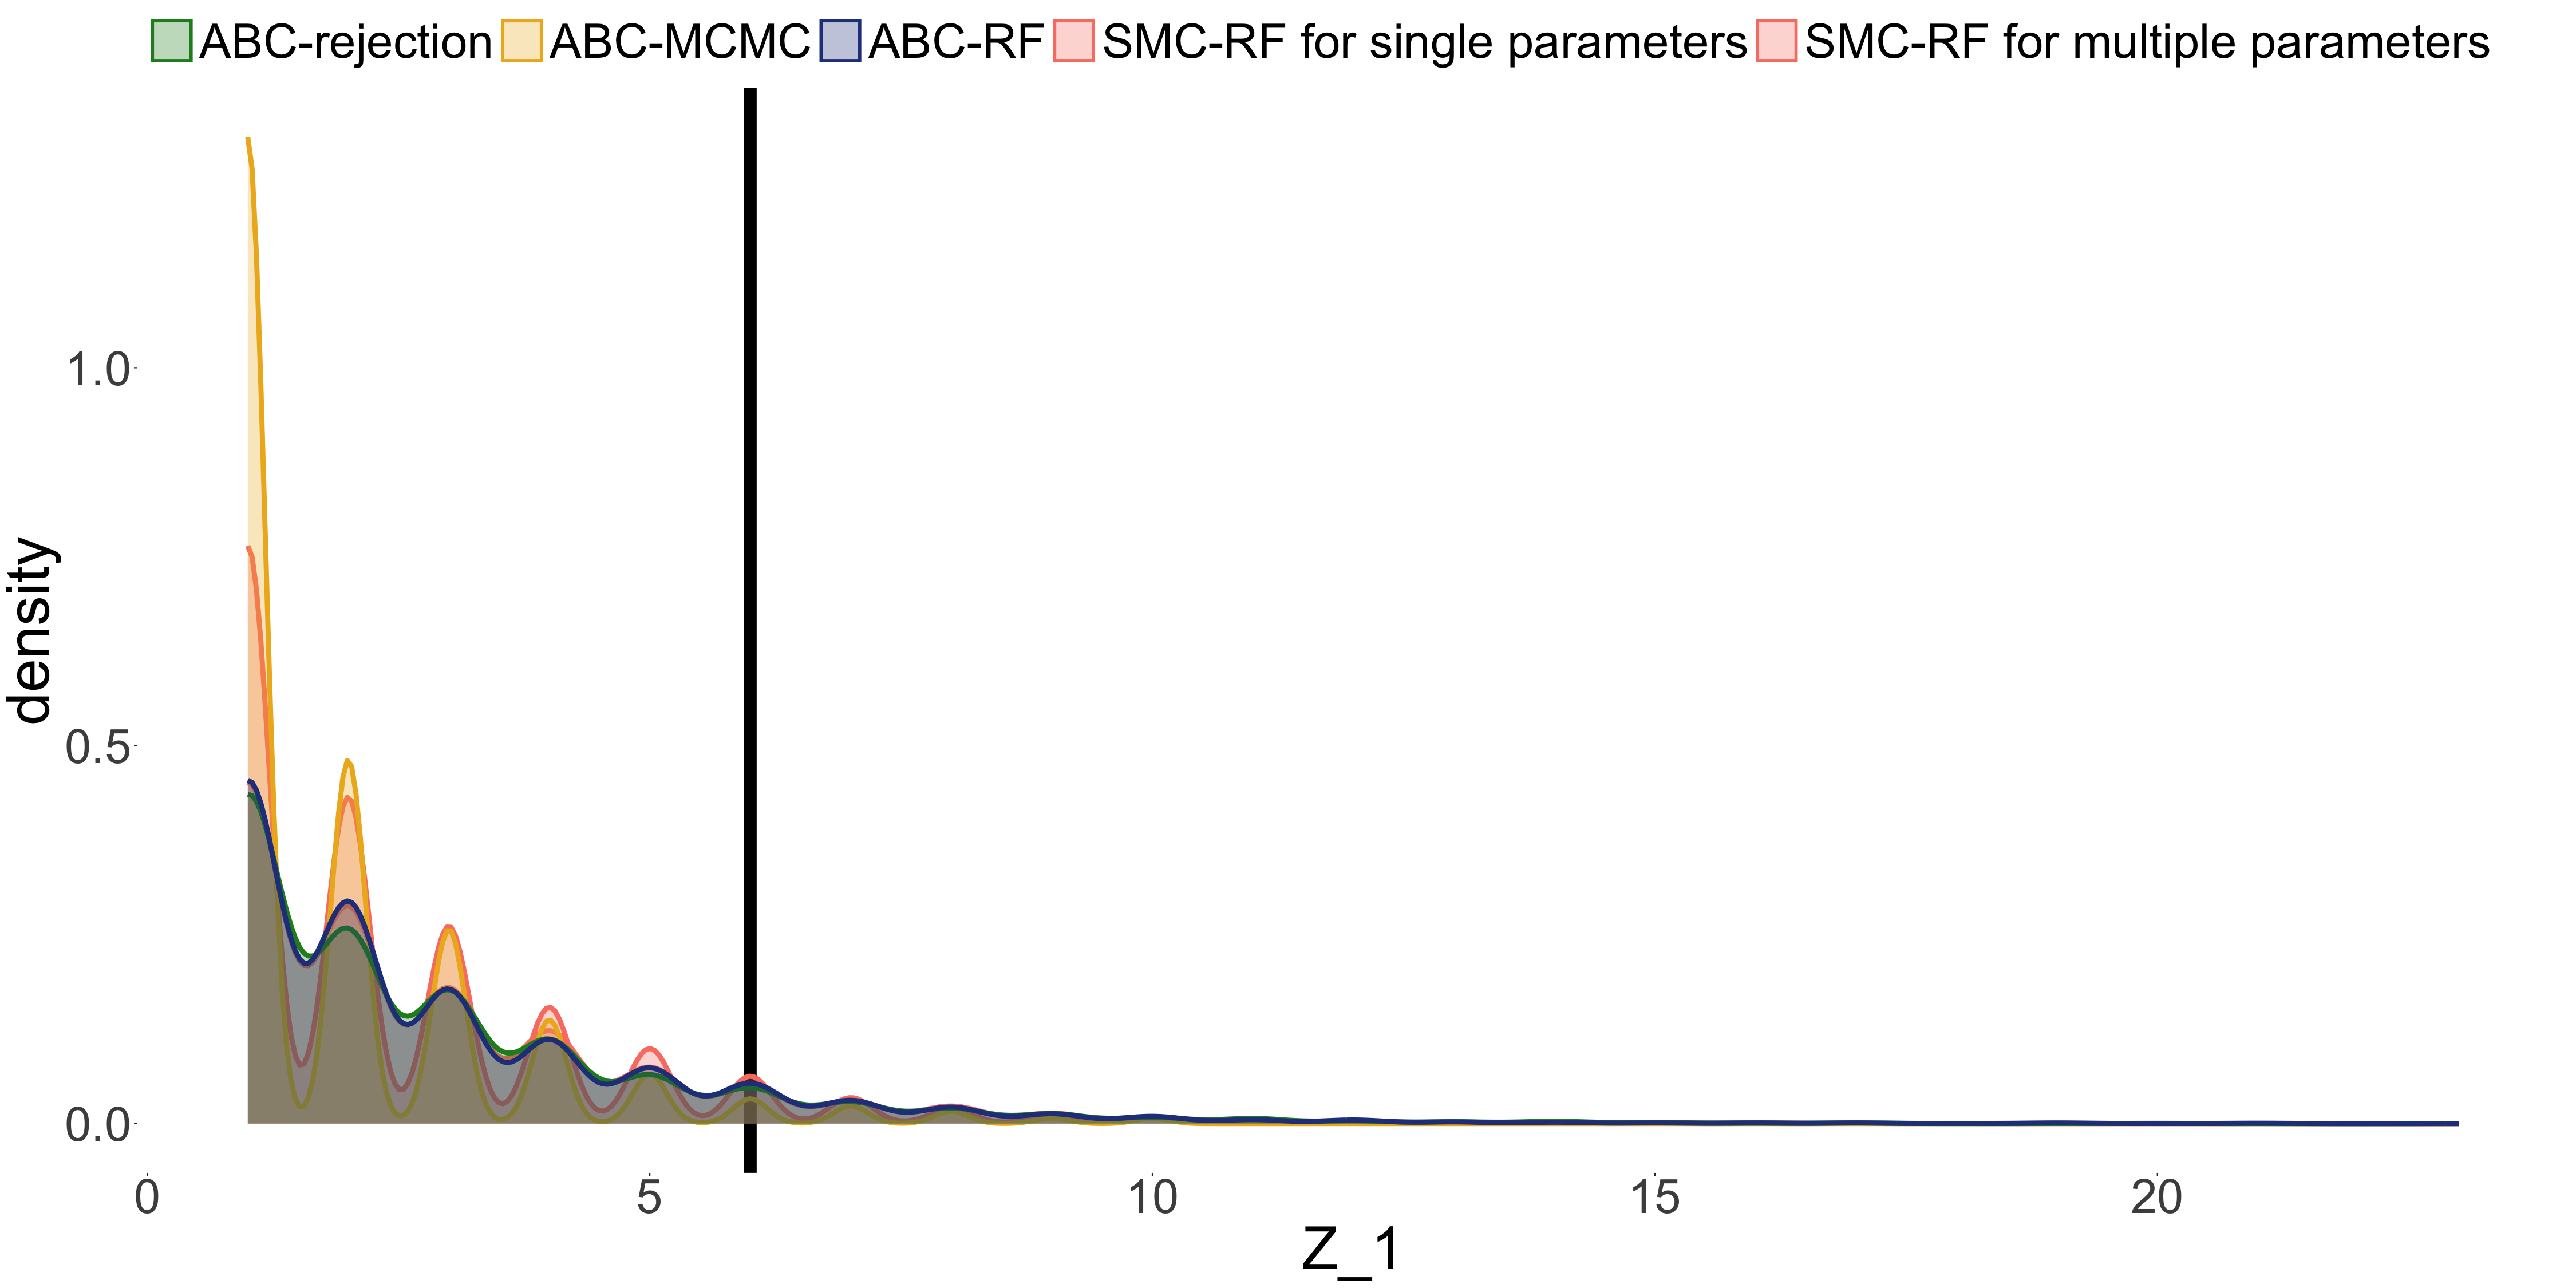 ABC-rejection ABC-MCMC ABC-RF SMC-RF for single parameters SMC-RF for multiple parameters
1.0
0.5
0.0
density
0 5 10 15 20
Z_1